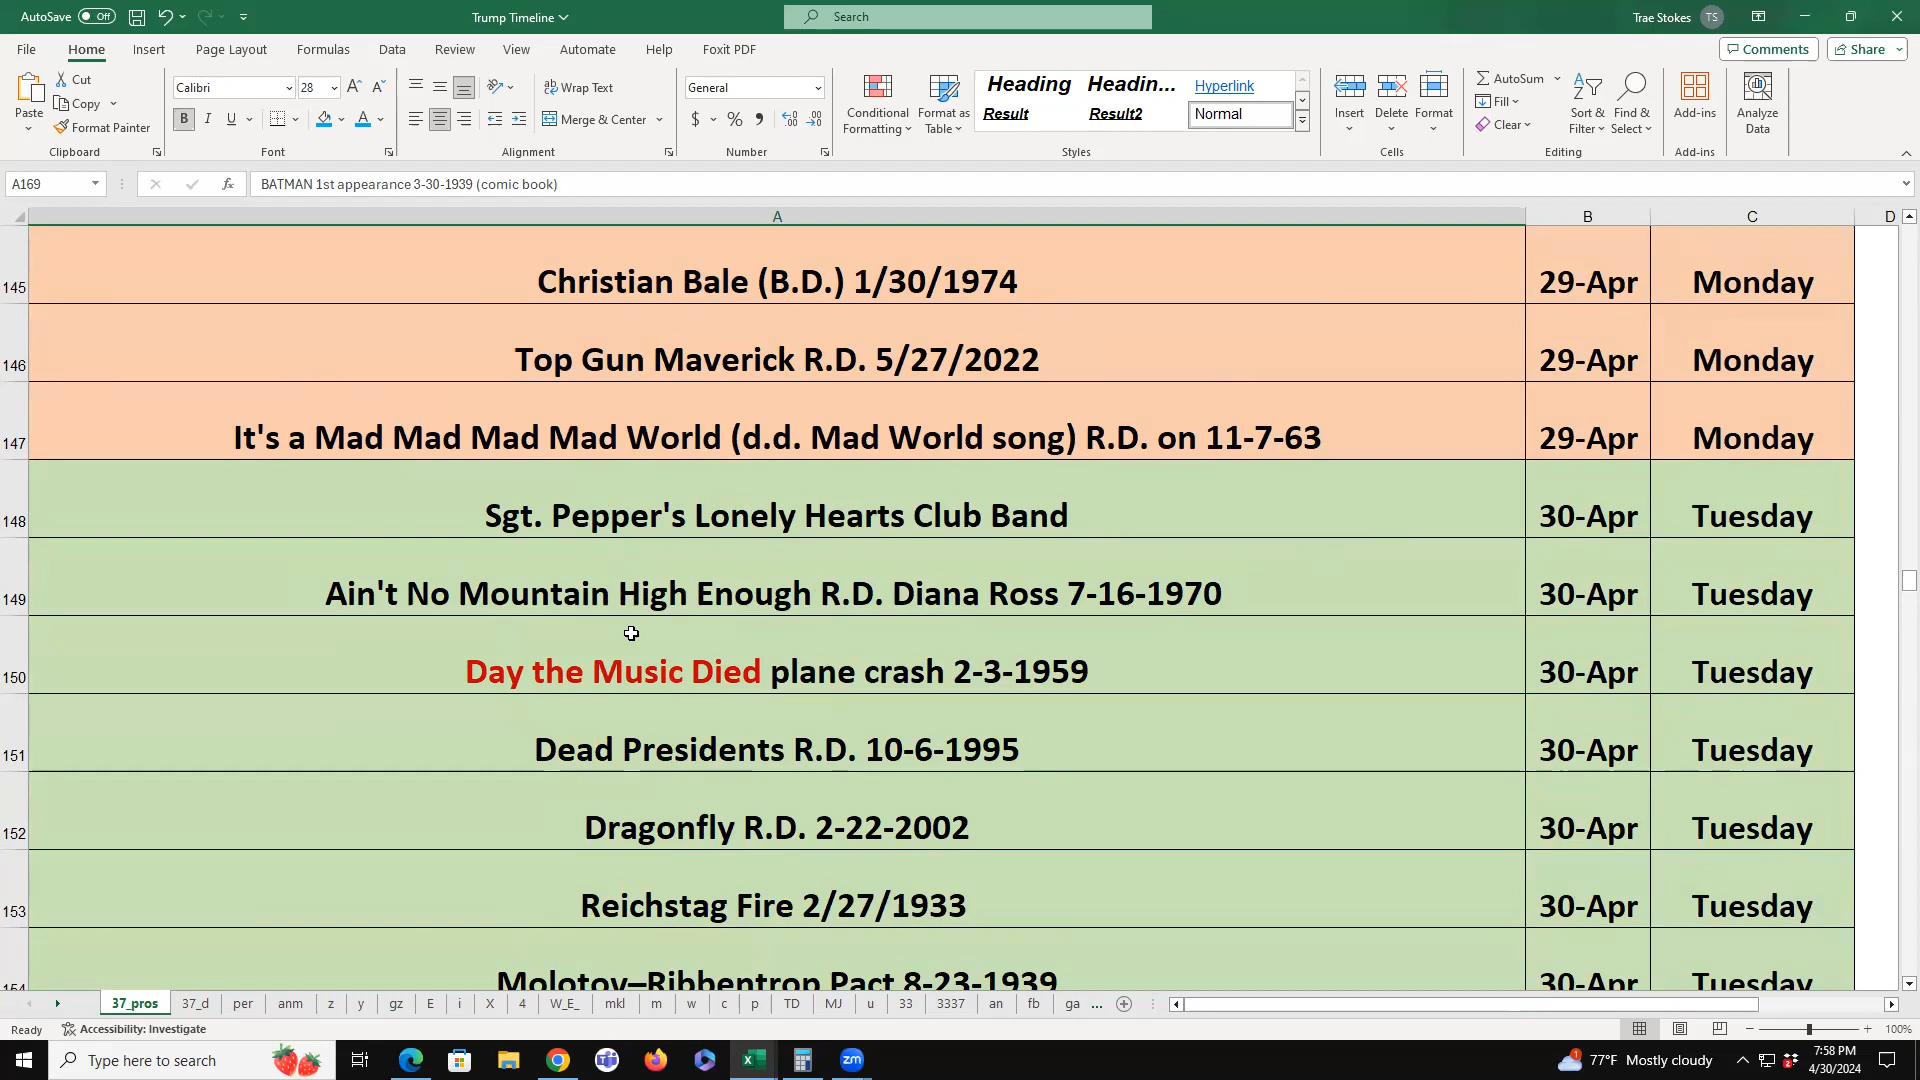 AutoSave Off Trump Timeline Search Trae Stokes TS
File Home Insert Page Layout Formulas Data Review View Automate Help Foxit PDF Comments Share
Paste Cut Copy Format Painter
Calibri 28 B I U
Wrap Text Merge & Center
General $ %
Conditional Formatting Format as Table
Heading Headin... Hyperlink
Result Result2 Normal
Insert Delete Format
AutoSum Fill Clear
Sort & Filter Find & Select
Add-ins Analyze Data
Clipboard Font Alignment Number Styles Cells Editing Add-ins
A169 fx BATMAN 1st appearance 3-30-1939 (comic book)
A B C D
145 Christian Bale (B.D.) 1/30/1974 29-Apr Monday
146 Top Gun Maverick R.D. 5/27/2022 29-Apr Monday
147 It's a Mad Mad Mad Mad World (d.d. Mad World song) R.D. on 11-7-63 29-Apr Monday
148 Sgt. Pepper's Lonely Hearts Club Band 30-Apr Tuesday
149 Ain't No Mountain High Enough R.D. Diana Ross 7-16-1970 30-Apr Tuesday
150 Day the Music Died plane crash 2-3-1959 30-Apr Tuesday
151 Dead Presidents R.D. 10-6-1995 30-Apr Tuesday
152 Dragonfly R.D. 2-22-2002 30-Apr Tuesday
153 Reichstag Fire 2/27/1933 30-Apr Tuesday
154 Molotov–Ribbentrop Pact 8-23-1939 30-Apr Tuesday
37_pros 37_d per anm z y gz E i X 4 W_E_ mkl m w c p TD MJ u 33 3337 an fb ga ...
Ready Accessibility: Investigate 100%
Type here to search 77°F Mostly cloudy 7:58 PM
4/30/2024